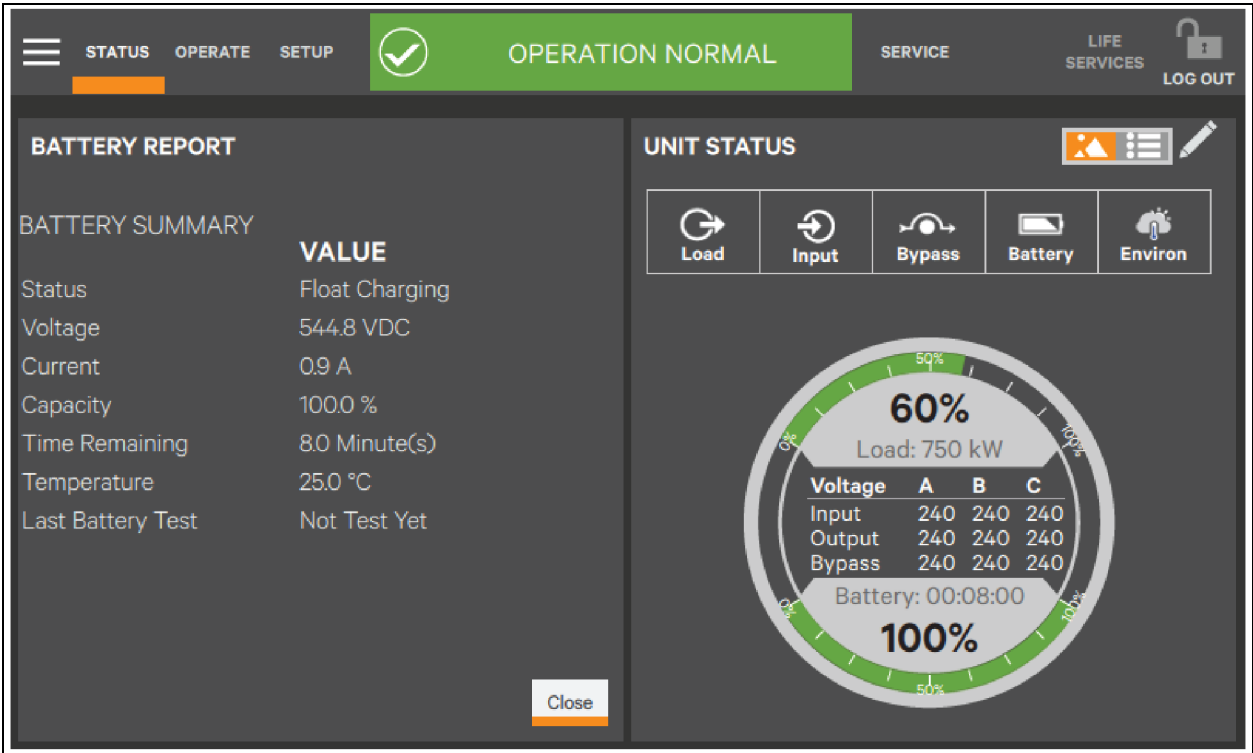 STATUS OPERATE SETUP OPERATION NORMAL SERVICE LIFE SERVICES LOG OUT
BATTERY REPORT
BATTERY SUMMARY
VALUE
Status Float Charging
Voltage 544.8 VDC
Current 0.9 A
Capacity 100.0 %
Time Remaining 8.0 Minute(s)
Temperature 25.0 °C
Last Battery Test Not Test Yet
Close
UNIT STATUS
Load Input Bypass Battery Environ
0% 50% 100%
60%
Load: 750 kW
Voltage A B C
Input 240 240 240
Output 240 240 240
Bypass 240 240 240
Battery: 00:08:00
100%
0% 50% 100%